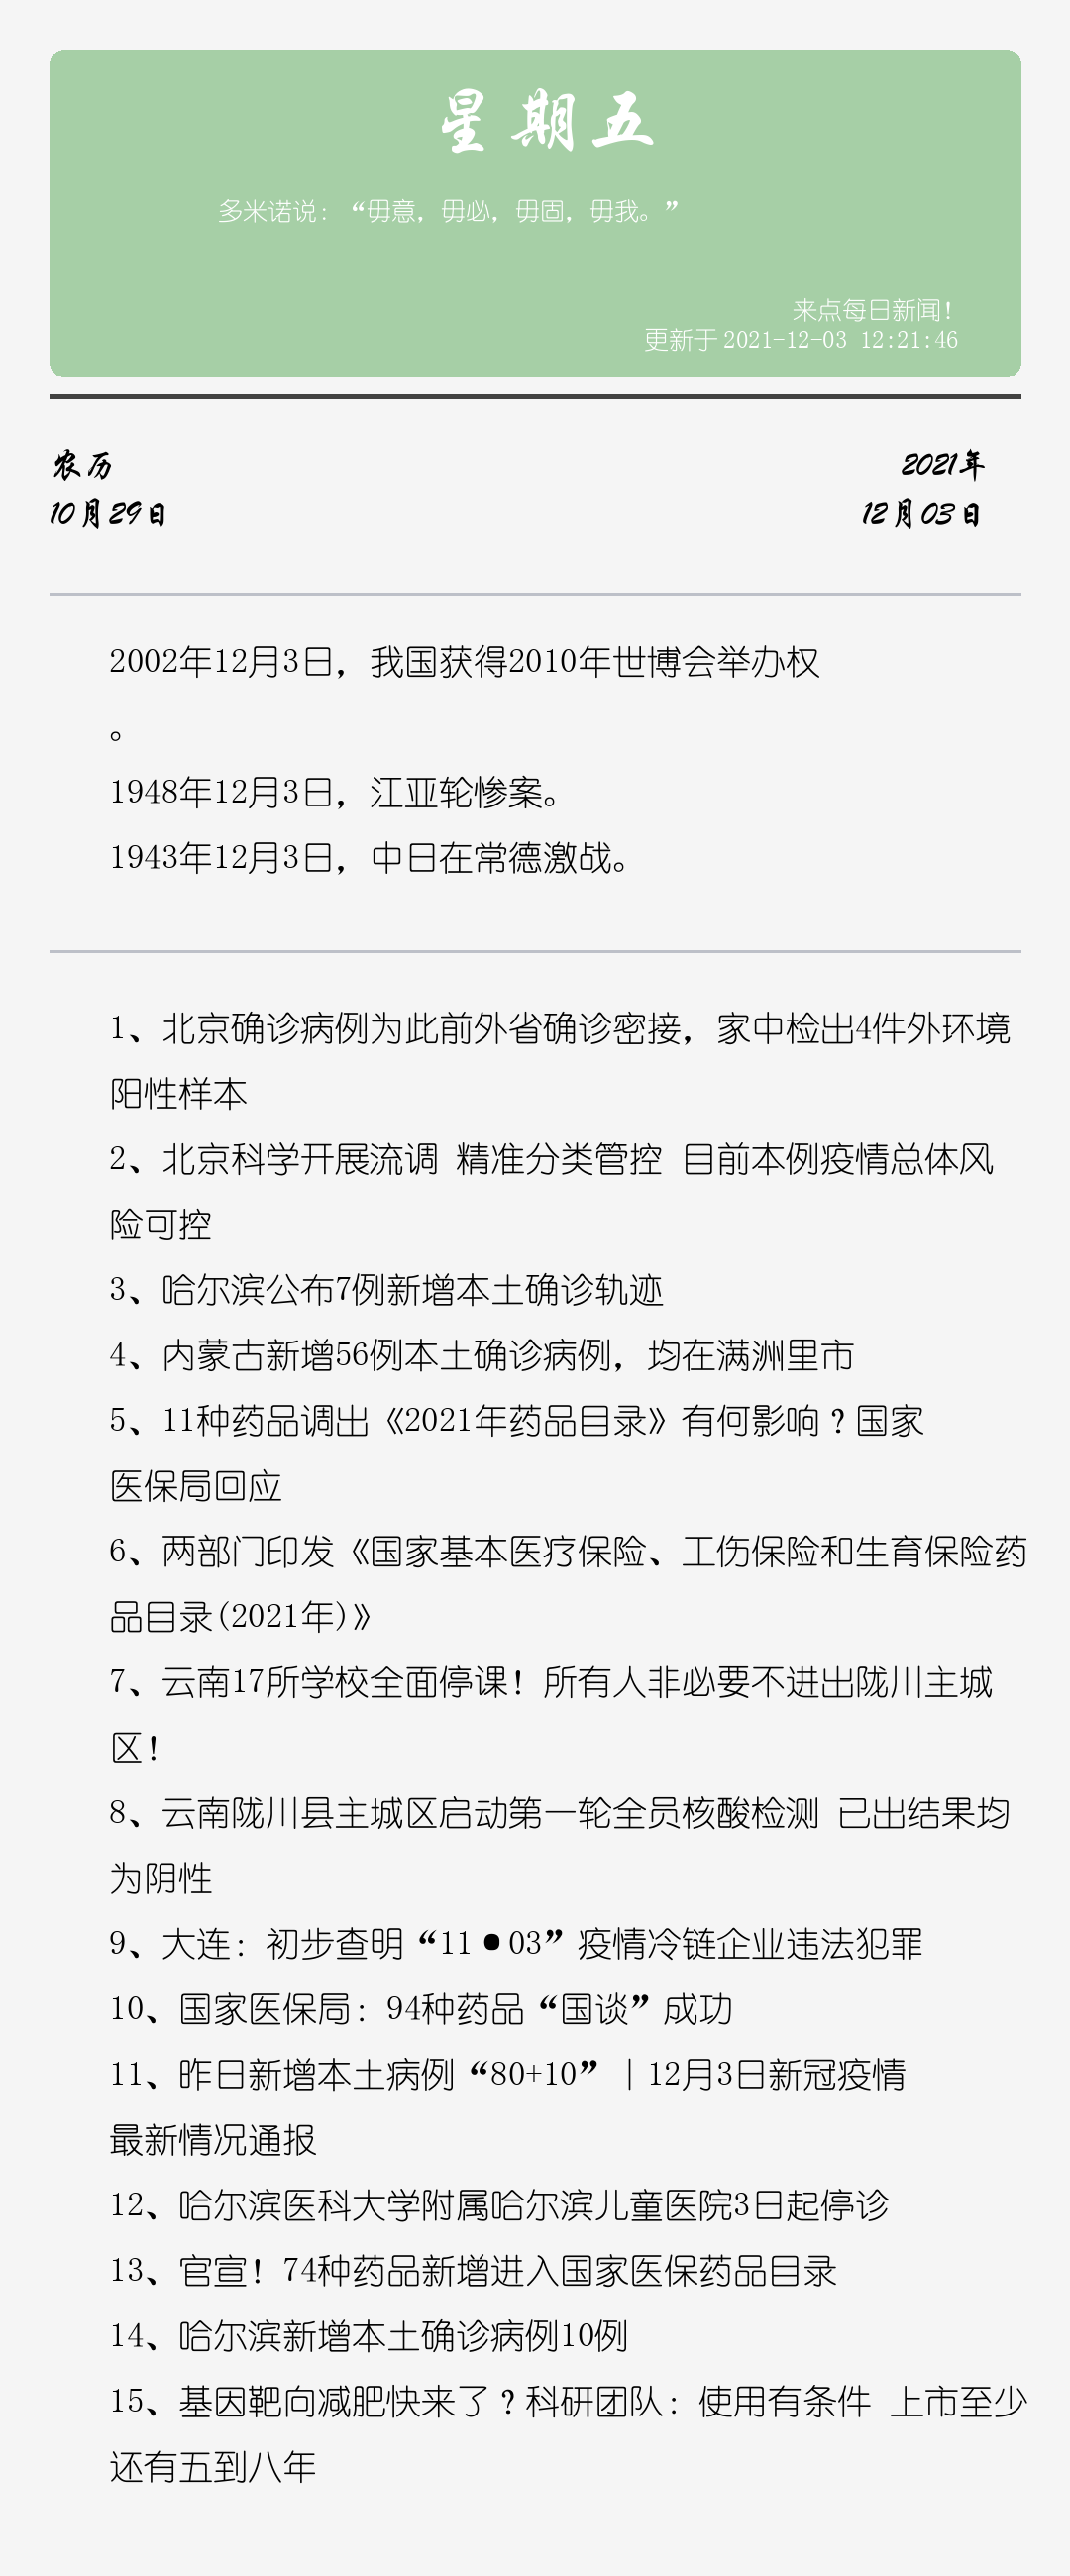 星期五
多米诺说：“毋意，毋必，毋固，毋我。”
来点每日新闻！
更新于 2021-12-03 12:21:46
农历
2021年
10月29日
12月03日
2002年12月3日，我国获得2010年世博会举办权
。
1948年12月3日，江亚轮惨案。
1943年12月3日，中日在常德激战。
1、北京确诊病例为此前外省确诊密接，家中检出4件外环境
阳性样本
2、北京科学开展流调 精准分类管控 目前本例疫情总体风
险可控
3、哈尔滨公布7例新增本土确诊轨迹
4、内蒙古新增56例本土确诊病例，均在满洲里市
5、11种药品调出《2021年药品目录》有何影响？国家
医保局回应
6、两部门印发《国家基本医疗保险、工伤保险和生育保险药
品目录(2021年)》
7、云南17所学校全面停课！所有人非必要不进出陇川主城
区！
8、云南陇川县主城区启动第一轮全员核酸检测 已出结果均
为阴性
9、大连：初步查明“11•03”疫情冷链企业违法犯罪
10、国家医保局：94种药品“国谈”成功
11、昨日新增本土病例“80+10”｜12月3日新冠疫情
最新情况通报
12、哈尔滨医科大学附属哈尔滨儿童医院3日起停诊
13、官宣！74种药品新增进入国家医保药品目录
14、哈尔滨新增本土确诊病例10例
15、基因靶向减肥快来了？科研团队：使用有条件 上市至少
还有五到八年